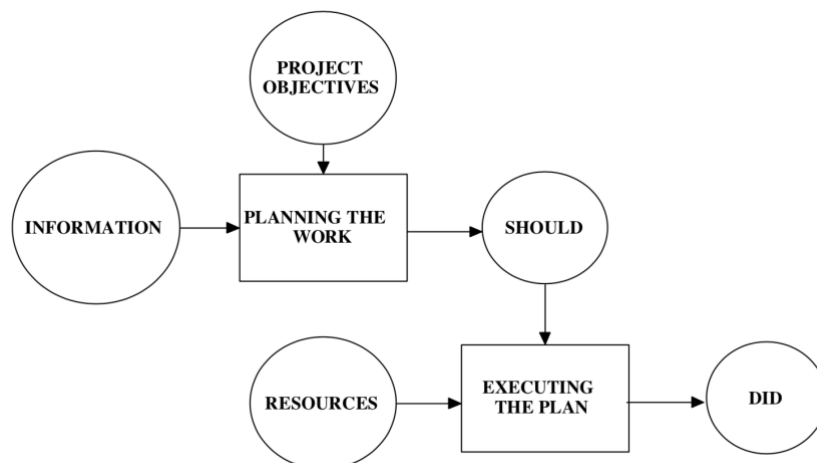 PROJECT
OBJECTIVES
INFORMATION
PLANNING THE
WORK
SHOULD
RESOURCES
EXECUTING
THE PLAN
DID